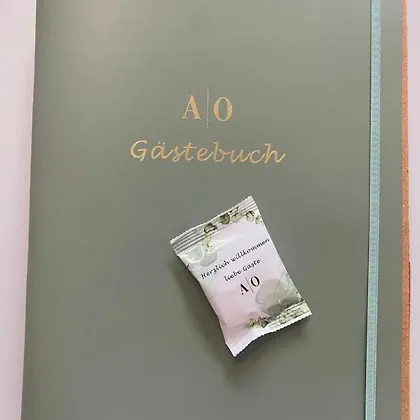 A|O
Gästebuch
Herzlich willkommen
liebe Gäste
A|O